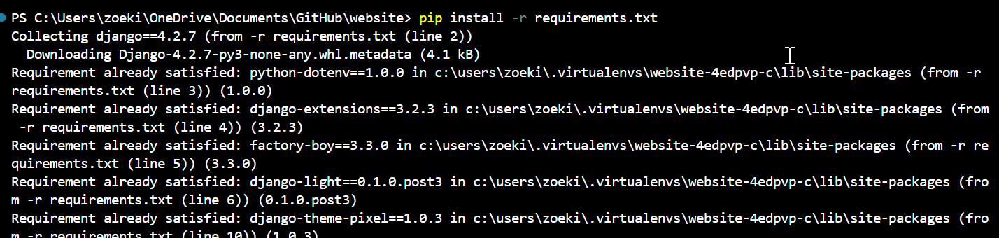 PS C:\Users\zoeki\OneDrive\Documents\GitHub\website> pip install -r requirements.txt
Collecting django==4.2.7 (from -r requirements.txt (line 2))
  Downloading Django-4.2.7-py3-none-any.whl.metadata (4.1 kB)
Requirement already satisfied: python-dotenv==1.0.0 in c:\users\zoeki\.virtualenvs\website-4edpvp-c\lib\site-packages (from -r
requirements.txt (line 3)) (1.0.0)
Requirement already satisfied: django-extensions==3.2.3 in c:\users\zoeki\.virtualenvs\website-4edpvp-c\lib\site-packages (from
 -r requirements.txt (line 4)) (3.2.3)
Requirement already satisfied: factory-boy==3.3.0 in c:\users\zoeki\.virtualenvs\website-4edpvp-c\lib\site-packages (from -r re
quirements.txt (line 5)) (3.3.0)
Requirement already satisfied: django-light==0.1.0.post3 in c:\users\zoeki\.virtualenvs\website-4edpvp-c\lib\site-packages (fro
m -r requirements.txt (line 6)) (0.1.0.post3)
Requirement already satisfied: django-theme-pixel==1.0.3 in c:\users\zoeki\.virtualenvs\website-4edpvp-c\lib\site-packages (fro
m -r requirements.txt (line 10)) (1.0.3)